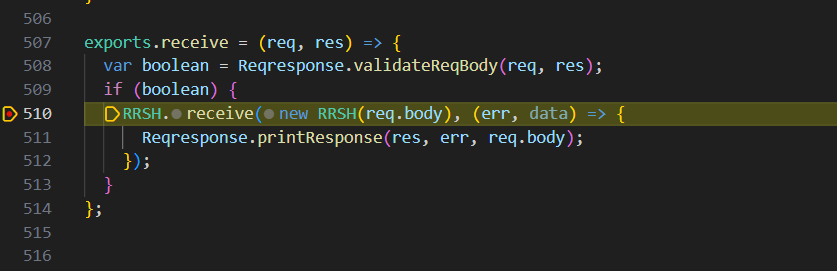 506 }
507 exports.receive = (req, res) => {
508 var boolean = Reqresponse.validateReqBody(req, res);
509 if (boolean) {
510 RRSH.receive(new RRSH(req.body), (err, data) => {
511 Reqresponse.printResponse(res, err, req.body);
512 });
513 }
514 };
515
516